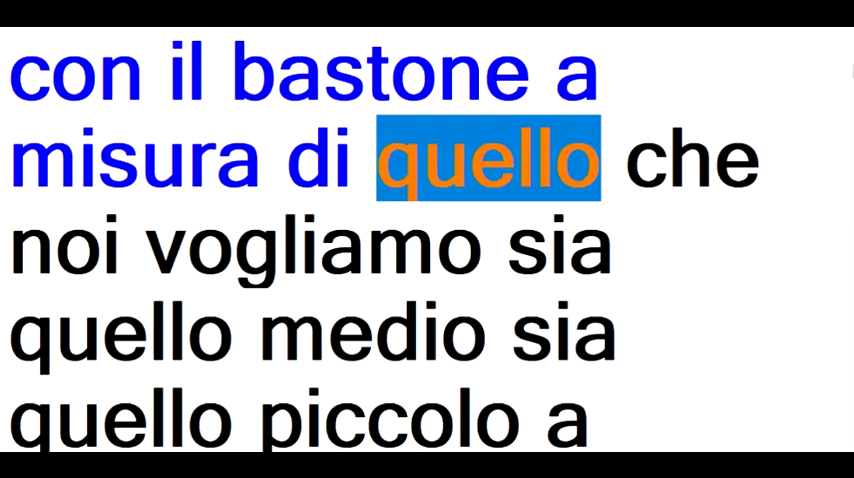 con il bastone a
misura di quello che
noi vogliamo sia
quello medio sia
quello piccolo a